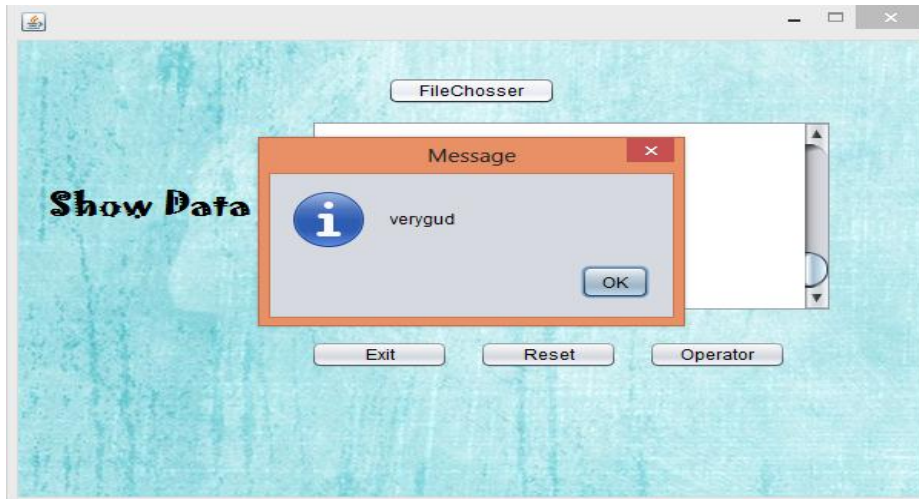 FileChosser
Message
Show Data
verygud
OK
Exit
Reset
Operator